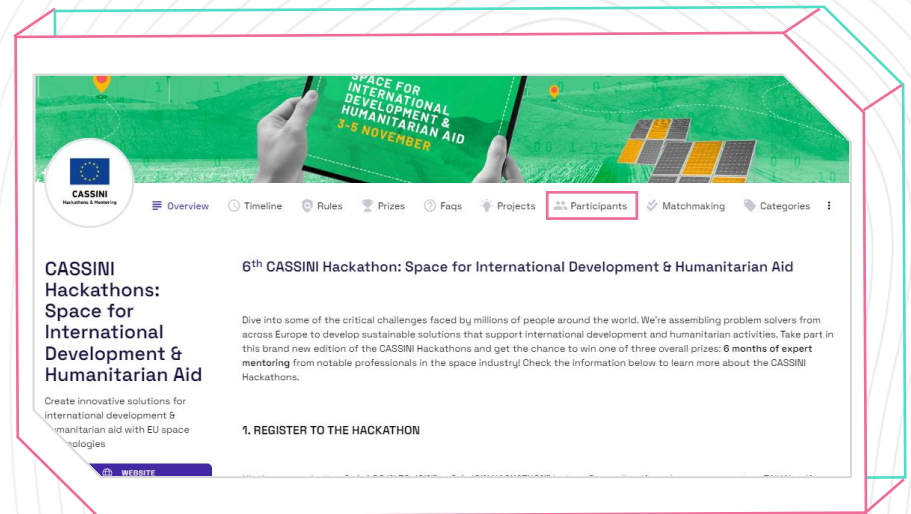 SPACE FOR
INTERNATIONAL
DEVELOPMENT &
HUMANITARIAN AID
3-5 NOVEMBER
CASSINI
Hackathons & Mentoring
Overview Timeline Rules Prizes Faqs Projects Participants Matchmaking Categories
CASSINI
Hackathons:
Space for
International
Development &
Humanitarian Aid
Create innovative solutions for
international development &
humanitarian aid with EU space
technologies
WEBSITE
6th CASSINI Hackathon: Space for International Development & Humanitarian Aid
Dive into some of the critical challenges faced by millions of people around the world. We're assembling problem solvers from
across Europe to develop sustainable solutions that support international development and humanitarian activities. Take part in
this brand new edition of the CASSINI Hackathons and get the chance to win one of three overall prizes: 6 months of expert
mentoring from notable professionals in the space industry! Check the information below to learn more about the CASSINI
Hackathons.
1. REGISTER TO THE HACKATHON